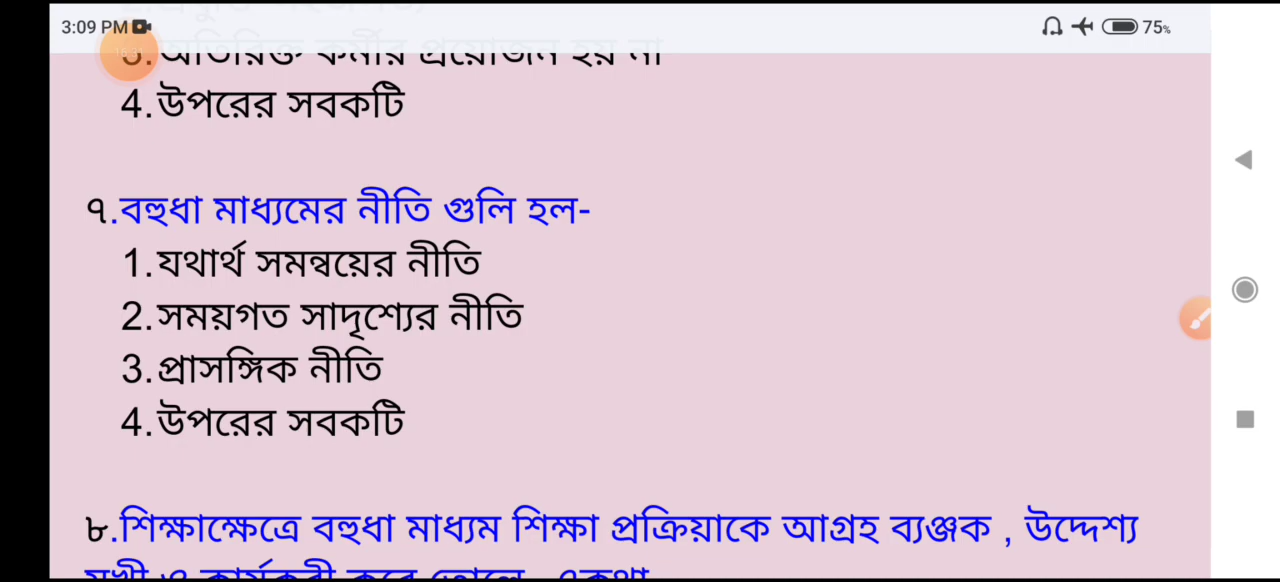 3:09 PM
75%
4.উপরের সবকটি
৭.বহুধা মাধ্যমের নীতি গুলি হল-
1.যথার্থ সমন্বয়ের নীতি
2.সময়গত সাদৃশ্যের নীতি
3.প্রাসঙ্গিক নীতি
4.উপরের সবকটি
৮.শিক্ষাক্ষেত্রে বহুধা মাধ্যম শিক্ষা প্রক্রিয়াকে আগ্রহ ব্যঞ্জক , উদ্দেশ্য